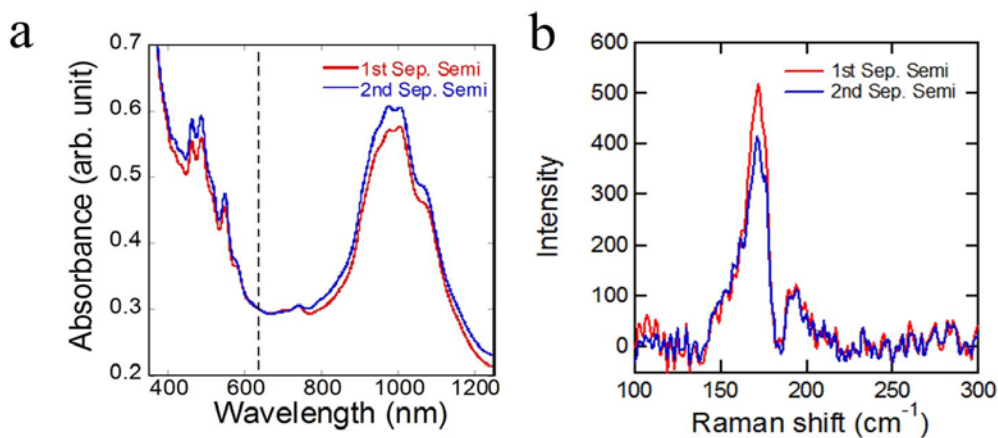 a
0.7
0.6
0.5
0.4
0.3
0.2
Absorbance (arb. unit)
1st Sep. Semi
2nd Sep. Semi
400 600 800 1000 1200
Wavelength (nm)
b
600
500
400
300
200
100
0
Intensity
1st Sep. Semi
2nd Sep. Semi
100 150 200 250 300
Raman shift (cm⁻¹)